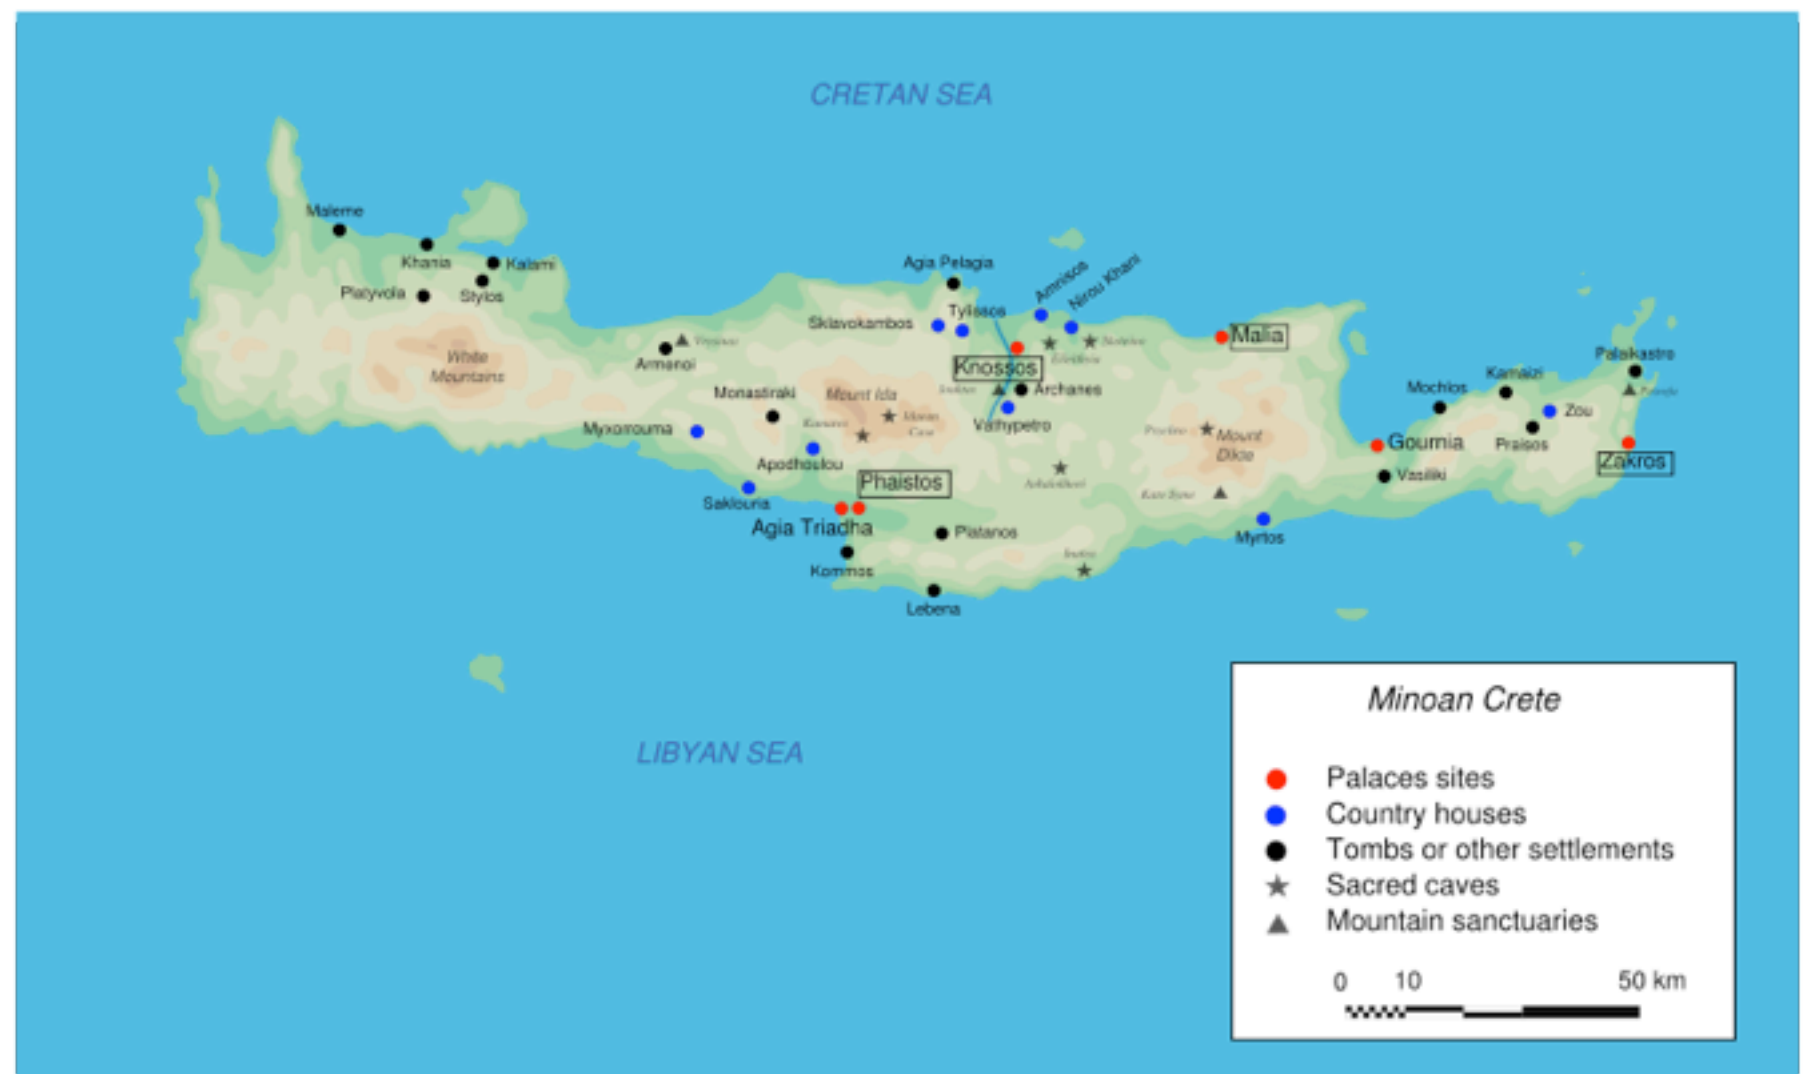 CRETAN SEA
Maleme
Khania
Kalami
Platyvola
Stylos
White
Mountains
Agia Pelagia
Amnisos
Nirou Khani
Sklavokambos
Tylissos
Knossos
Malia
Armenoi
Monastiraki
Mount Ida
Archanes
Vathypetro
Myxorrouma
Apodhoulou
Saklouria
Phaistos
Agia Triadha
Platanos
Kommos
Lebena
Mount
Dikte
Myrtos
Gournia
Vasiliki
Mochlos
Kamaizi
Palaikastro
Zou
Praisos
Zakros
LIBYAN SEA
Minoan Crete
Palaces sites
Country houses
Tombs or other settlements
Sacred caves
Mountain sanctuaries
0 10 50 km